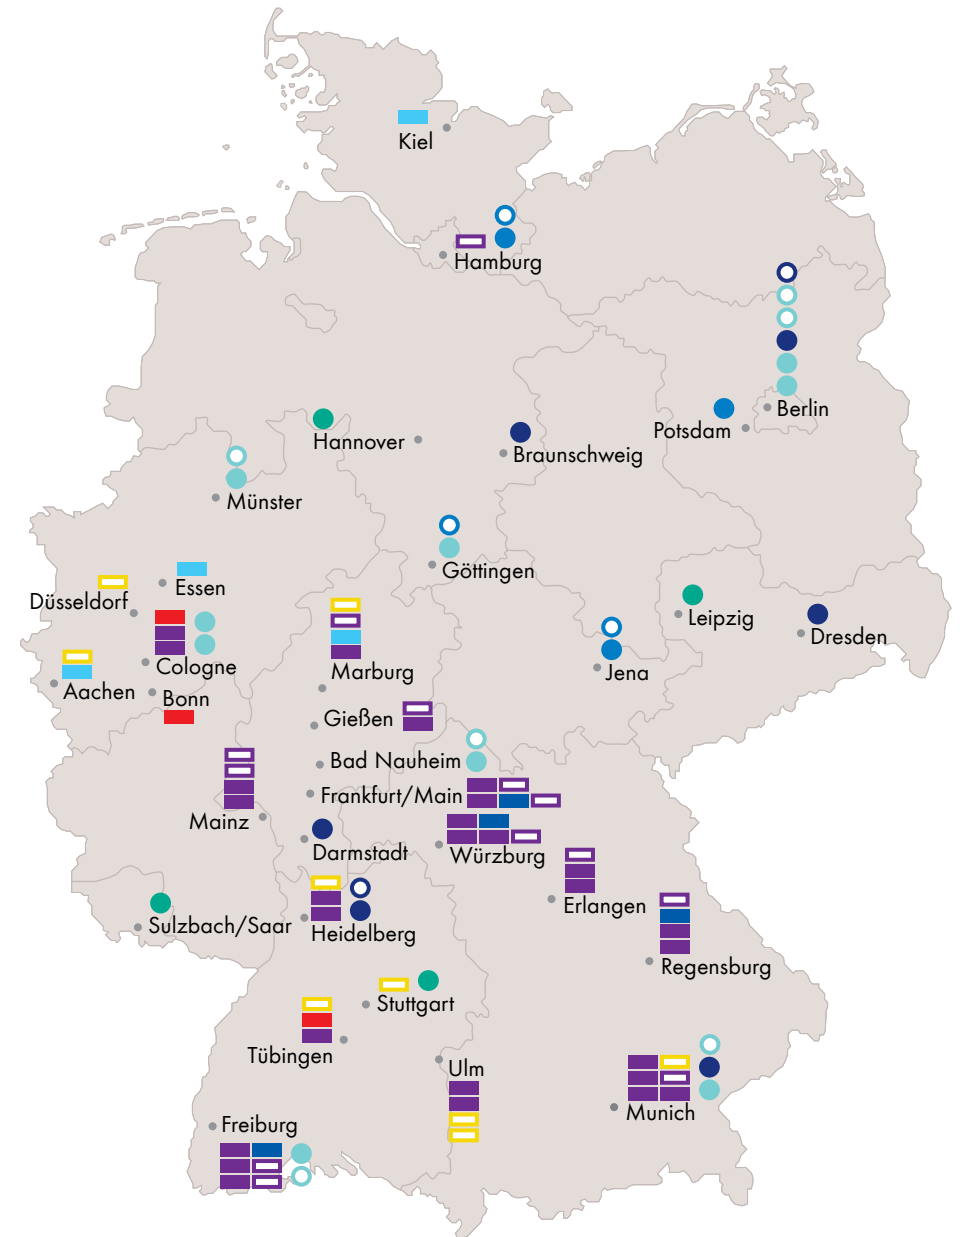 Kiel
Hamburg
Berlin
Potsdam
Hannover
Braunschweig
Münster
Göttingen
Essen
Düsseldorf
Leipzig
Dresden
Cologne
Marburg
Jena
Aachen
Bonn
Gießen
Bad Nauheim
Frankfurt/Main
Mainz
Darmstadt
Würzburg
Erlangen
Sulzbach/Saar
Heidelberg
Regensburg
Stuttgart
Tübingen
Ulm
Munich
Freiburg